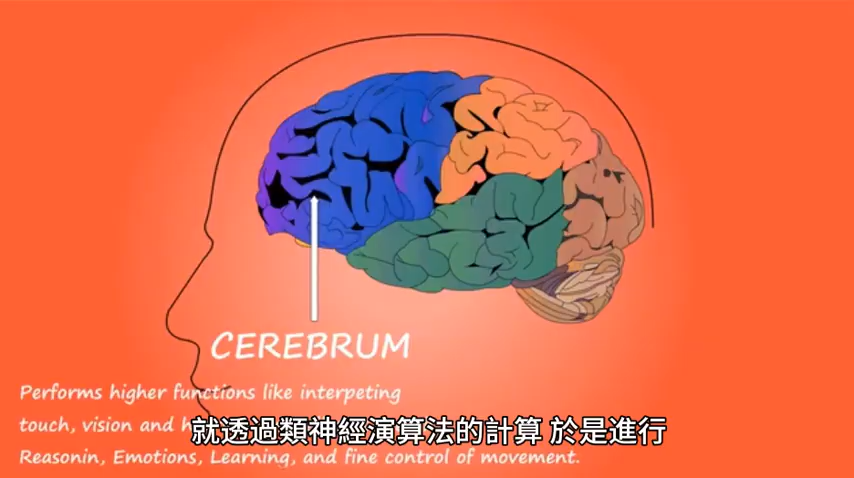 CEREBRUM
Performs higher functions like interpeting
touch, vision and
就透過類神經演算法的計算 於是進行
Reasonin, Emotions, Learning, and fine control of movement.